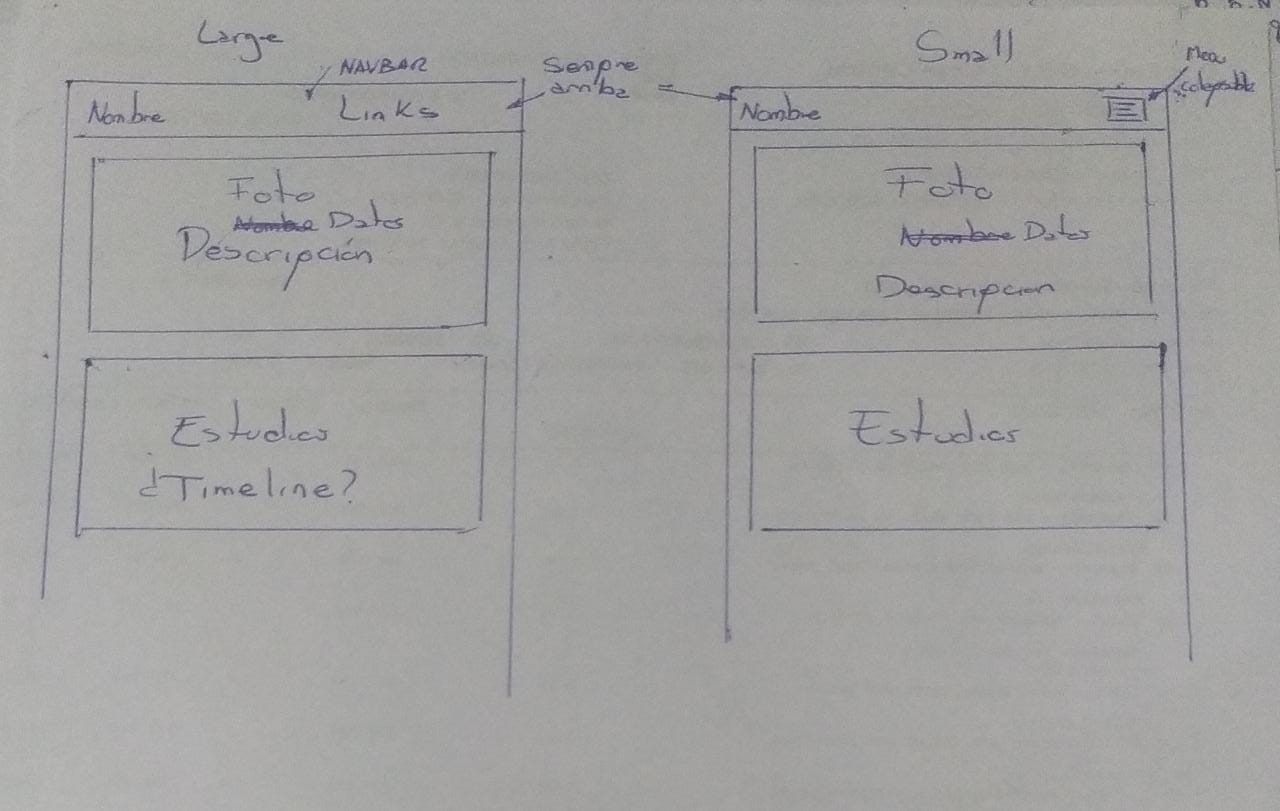 Large
NAVBAR
Siempre
arriba
Nombre
Links
Foto
Nombre Datos
Descripción
Estudios
¿Timeline?
Small
Menu
colapsable
Nombre
Foto
Nombre Datos
Descripcion
Estudios